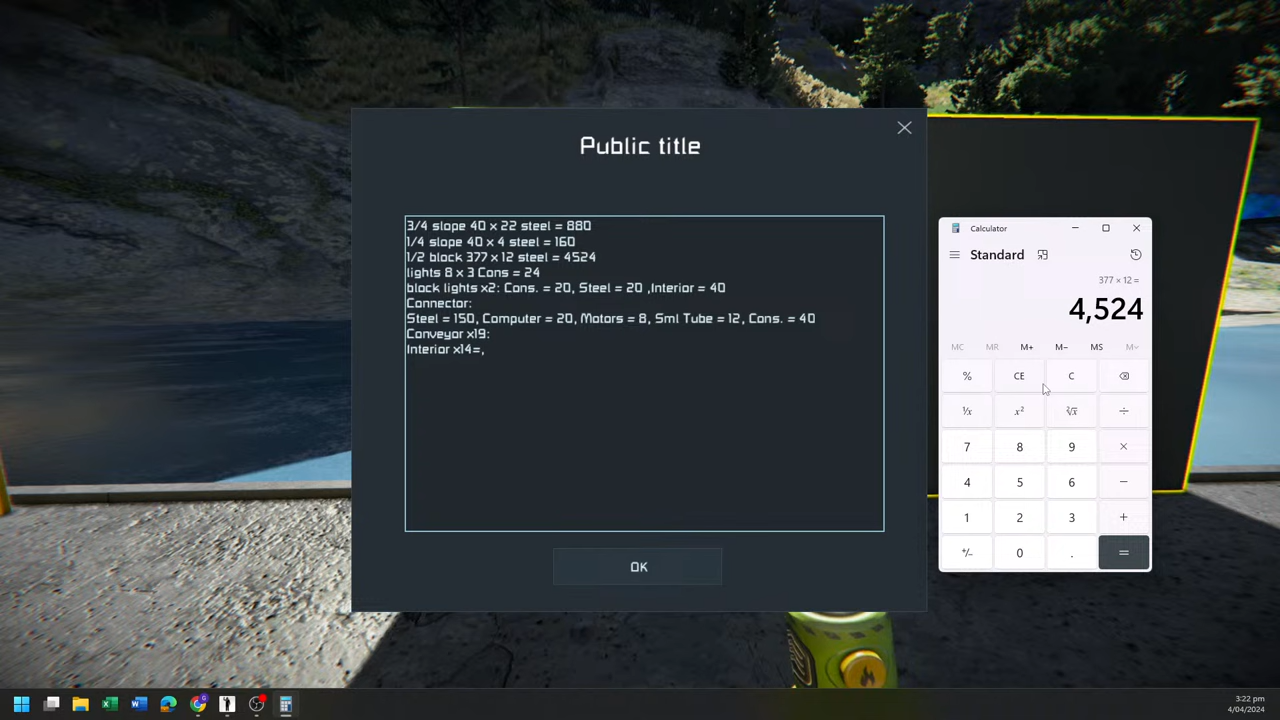 Public title
3/4 slope 40 x 22 steel = 880
1/4 slope 40 x 4 steel = 160
1/2 block 377 x 12 steel = 4524
lights 8 x 3 Cons = 24
block lights x2: Cons. = 20, Steel = 20 ,Interior = 40
Connector:
Steel = 150, Computer = 20, Motors = 8, Sml Tube = 12, Cons. = 40
Conveyor x19:
Interior x14=,
OK
Calculator
Standard
377 × 12 =
4,524
MC MR M+ M− MS M˅
% CE C
¹/x x² ²√x ÷
7 8 9 ×
4 5 6 −
1 2 3 +
+/− 0 . =
3:22 pm
4/04/2024